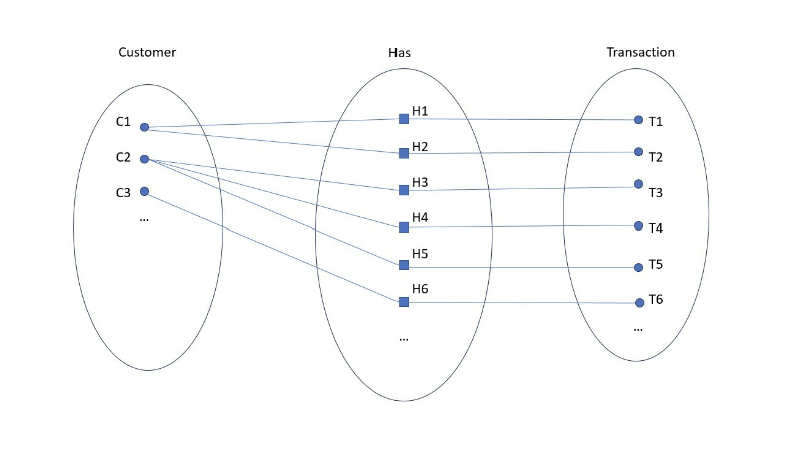 Customer Has Transaction
C1 H1 T1
C2 H2 T2
C3 H3 T3
... H4 T4
H5 T5
H6 T6
... ...